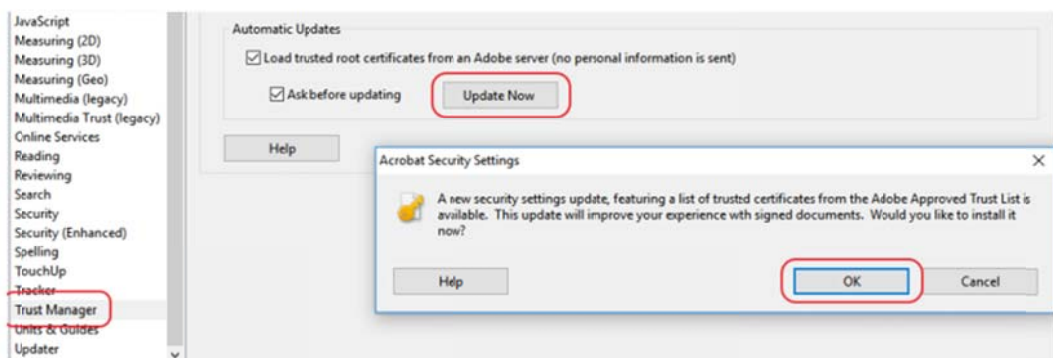 JavaScript
Measuring (2D)
Measuring (3D)
Measuring (Geo)
Multimedia (legacy)
Multimedia Trust (legacy)
Online Services
Reading
Reviewing
Search
Security
Security (Enhanced)
Spelling
TouchUp
Tracker
Trust Manager
Units & Guides
Updater
Automatic Updates
Load trusted root certificates from an Adobe server (no personal information is sent)
Ask before updating
Update Now
Help
Acrobat Security Settings
A new security settings update, featuring a list of trusted certificates from the Adobe Approved Trust List is
available. This update will improve your experience with signed documents. Would you like to install it
now?
Help
OK
Cancel